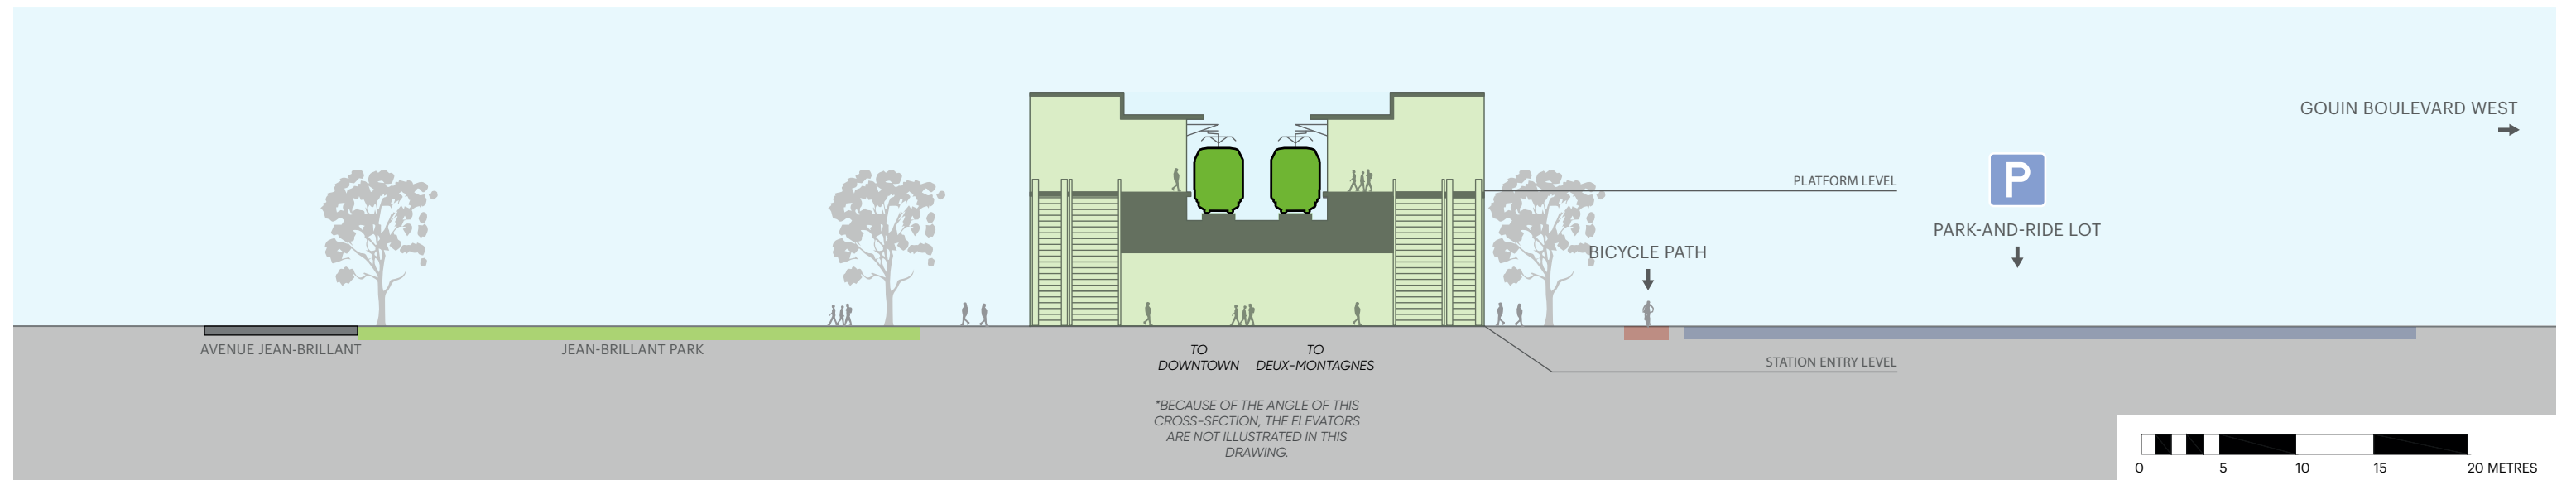 GOUIN BOULEVARD WEST
P
PLATFORM LEVEL
PARK-AND-RIDE LOT
BICYCLE PATH
AVENUE JEAN-BRILLANT
JEAN-BRILLANT PARK
TO
DOWNTOWN
TO
DEUX-MONTAGNES
STATION ENTRY LEVEL
*BECAUSE OF THE ANGLE OF THIS
CROSS-SECTION, THE ELEVATORS
ARE NOT ILLUSTRATED IN THIS
DRAWING.
0 5 10 15 20 METRES